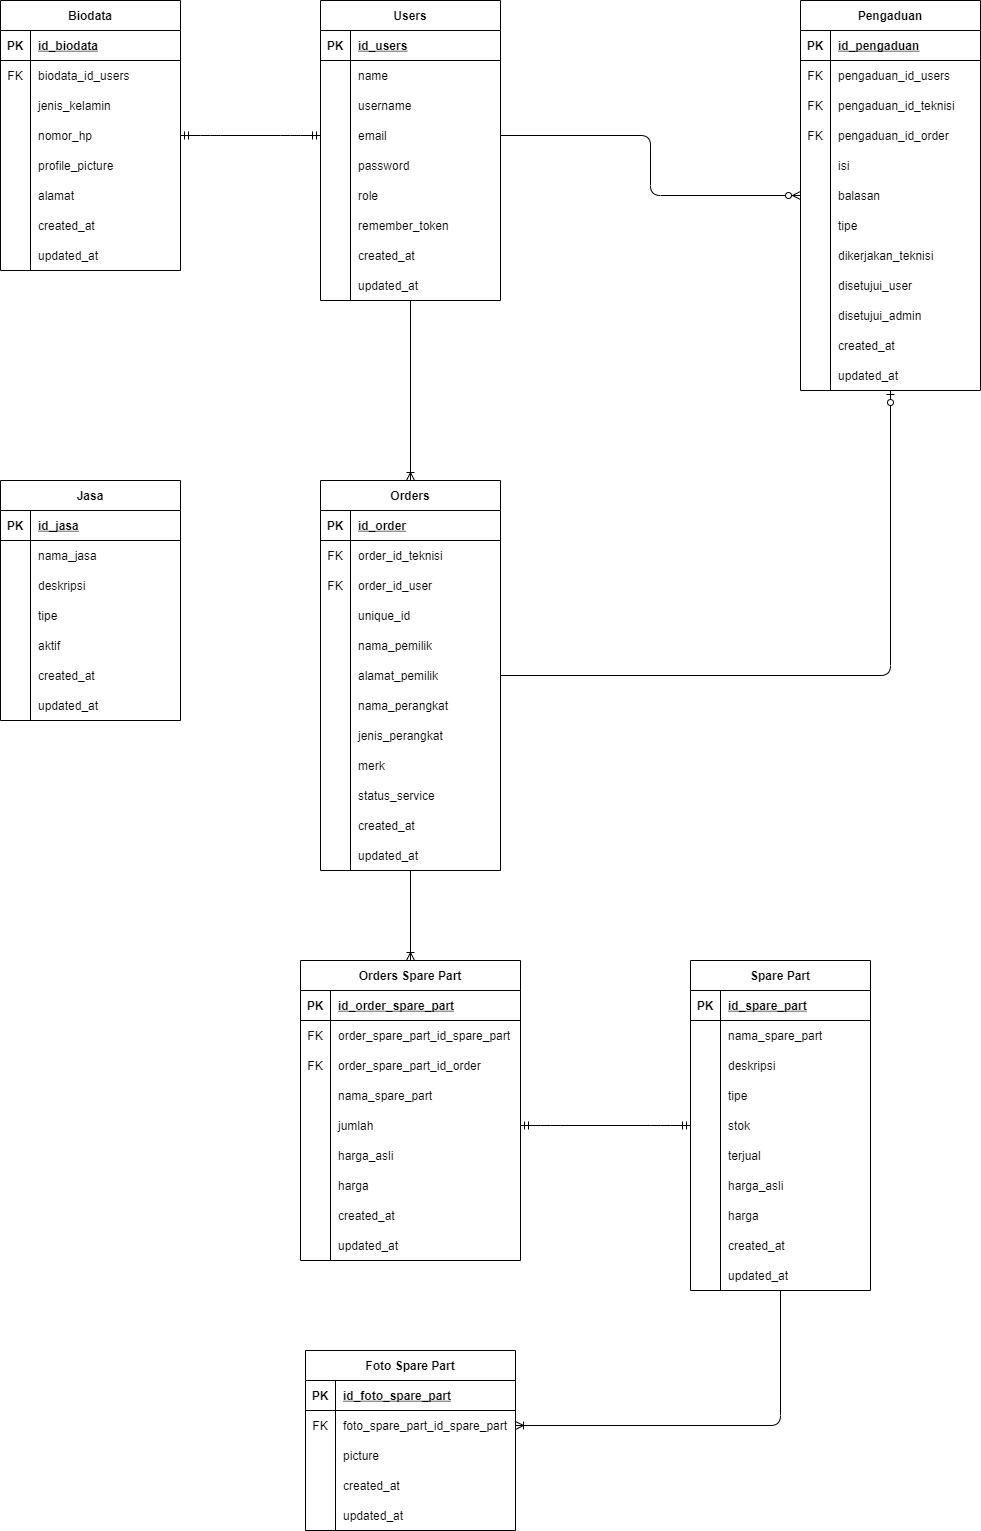 Biodata
PK id_biodata
FK biodata_id_users
jenis_kelamin
nomor_hp
profile_picture
alamat
created_at
updated_at
Users
PK id_users
name
username
email
password
role
remember_token
created_at
updated_at
Pengaduan
PK id_pengaduan
FK pengaduan_id_users
FK pengaduan_id_teknisi
FK pengaduan_id_order
isi
balasan
tipe
dikerjakan_teknisi
disetujui_user
disetujui_admin
created_at
updated_at
Jasa
PK id_jasa
nama_jasa
deskripsi
tipe
aktif
created_at
updated_at
Orders
PK id_order
FK order_id_teknisi
FK order_id_user
unique_id
nama_pemilik
alamat_pemilik
nama_perangkat
jenis_perangkat
merk
status_service
created_at
updated_at
Orders Spare Part
PK id_order_spare_part
FK order_spare_part_id_spare_part
FK order_spare_part_id_order
nama_spare_part
jumlah
harga_asli
harga
created_at
updated_at
Spare Part
PK id_spare_part
nama_spare_part
deskripsi
tipe
stok
terjual
harga_asli
harga
created_at
updated_at
Foto Spare Part
PK id_foto_spare_part
FK foto_spare_part_id_spare_part
picture
created_at
updated_at